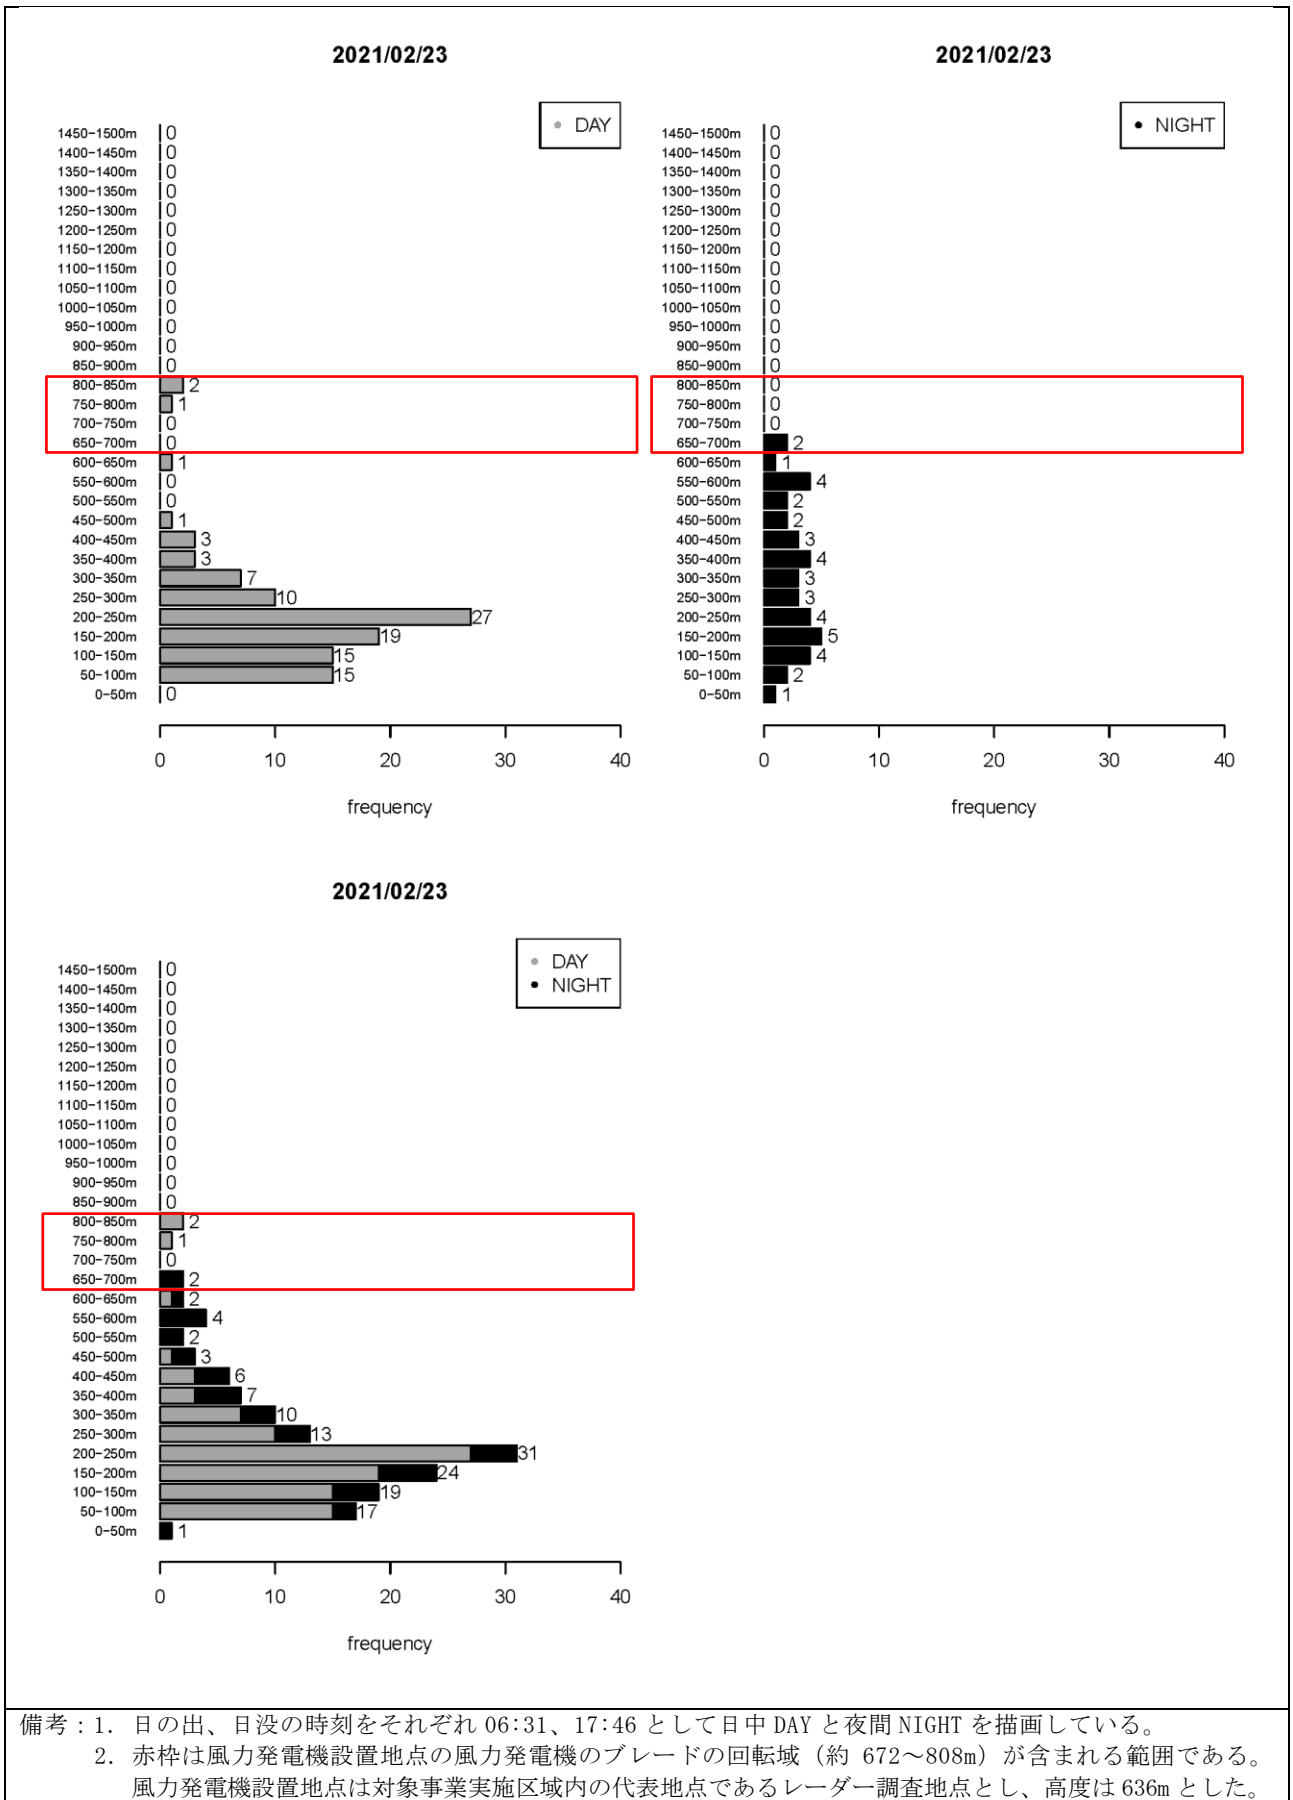 2021/02/23
DAY
1450-1500m 0
1400-1450m 0
1350-1400m 0
1300-1350m 0
1250-1300m 0
1200-1250m 0
1150-1200m 0
1100-1150m 0
1050-1100m 0
1000-1050m 0
950-1000m 0
900-950m 0
850-900m 0
800-850m 2
750-800m 1
700-750m 0
650-700m 0
600-650m 1
550-600m 0
500-550m 0
450-500m 1
400-450m 3
350-400m 3
300-350m 7
250-300m 10
200-250m 27
150-200m 19
100-150m 15
50-100m 15
0-50m 0
0 10 20 30 40
frequency
2021/02/23
NIGHT
1450-1500m 0
1400-1450m 0
1350-1400m 0
1300-1350m 0
1250-1300m 0
1200-1250m 0
1150-1200m 0
1100-1150m 0
1050-1100m 0
1000-1050m 0
950-1000m 0
900-950m 0
850-900m 0
800-850m 0
750-800m 0
700-750m 0
650-700m 2
600-650m 1
550-600m 4
500-550m 2
450-500m 2
400-450m 3
350-400m 4
300-350m 3
250-300m 3
200-250m 4
150-200m 5
100-150m 4
50-100m 2
0-50m 1
0 10 20 30 40
frequency
2021/02/23
DAY
NIGHT
1450-1500m 0
1400-1450m 0
1350-1400m 0
1300-1350m 0
1250-1300m 0
1200-1250m 0
1150-1200m 0
1100-1150m 0
1050-1100m 0
1000-1050m 0
950-1000m 0
900-950m 0
850-900m 0
800-850m 2
750-800m 1
700-750m 0
650-700m 2
600-650m 2
550-600m 4
500-550m 2
450-500m 3
400-450m 6
350-400m 7
300-350m 10
250-300m 13
200-250m 31
150-200m 24
100-150m 19
50-100m 17
0-50m 1
0 10 20 30 40
frequency
備考：1. 日の出、日没の時刻をそれぞれ 06:31、17:46 として日中 DAY と夜間 NIGHT を描画している。
2. 赤枠は風力発電機設置地点の風力発電機のブレードの回転域（約 672～808m）が含まれる範囲である。
風力発電機設置地点は対象事業実施区域内の代表地点であるレーダー調査地点とし、高度は 636m とした。